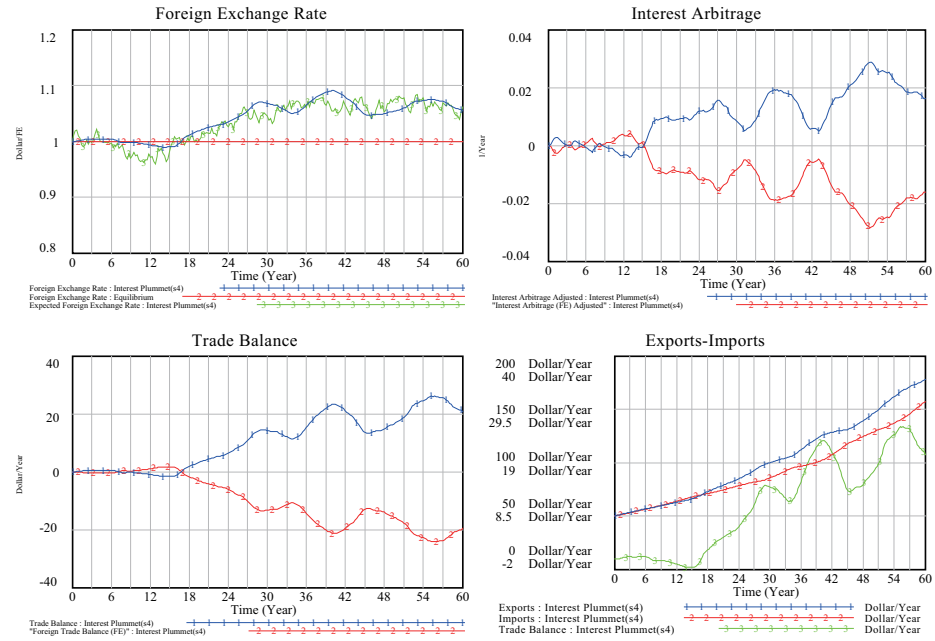 Foreign Exchange Rate
1.2
1.1
1
0.9
0.8
Dollar/FE
0 6 12 18 24 30 36 42 48 54 60
Time (Year)
Foreign Exchange Rate : Interest Plummet(s4)
Foreign Exchange Rate : Equilibrium
Expected Foreign Exchange Rate : Interest Plummet(s4)
Interest Arbitrage
0.04
0.02
0
-0.02
-0.04
1/Year
0 6 12 18 24 30 36 42 48 54 60
Time (Year)
Interest Arbitrage Adjusted : Interest Plummet(s4)
"Interest Arbitrage (FE) Adjusted" : Interest Plummet(s4)
Trade Balance
40
20
0
-20
-40
Dollar/Year
0 6 12 18 24 30 36 42 48 54 60
Time (Year)
Trade Balance : Interest Plummet(s4)
"Foreign Trade Balance (FE)" : Interest Plummet(s4)
Exports-Imports
200 Dollar/Year
40 Dollar/Year
150 Dollar/Year
29.5 Dollar/Year
100 Dollar/Year
19 Dollar/Year
50 Dollar/Year
8.5 Dollar/Year
0 Dollar/Year
-2 Dollar/Year
0 6 12 18 24 30 36 42 48 54 60
Time (Year)
Exports : Interest Plummet(s4) Dollar/Year
Imports : Interest Plummet(s4) Dollar/Year
Trade Balance : Interest Plummet(s4) Dollar/Year